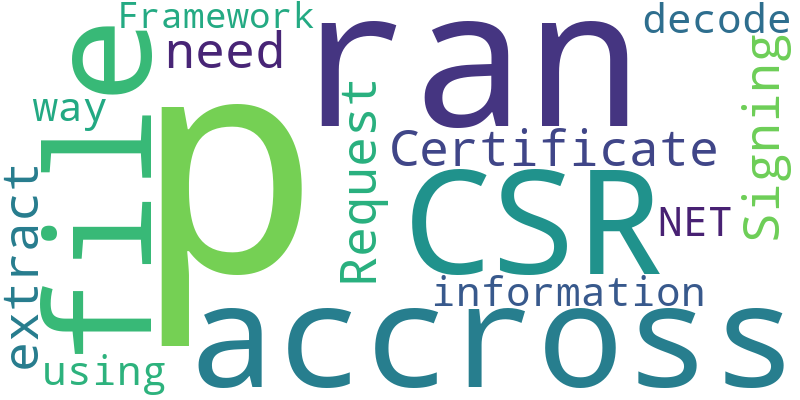 Framework
need
ran
decode
file
way
p
Request
Certificate
Signing
CSR
NET
extract
information
using
accross